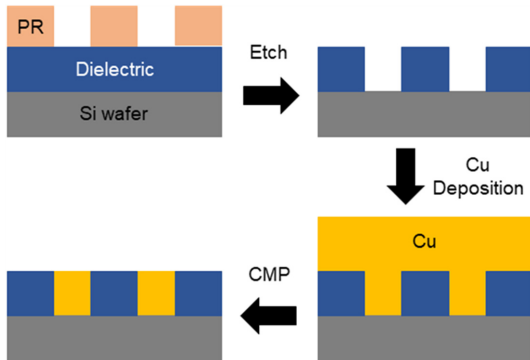 PR
Dielectric
Si wafer
Etch
Cu
Deposition
Cu
CMP